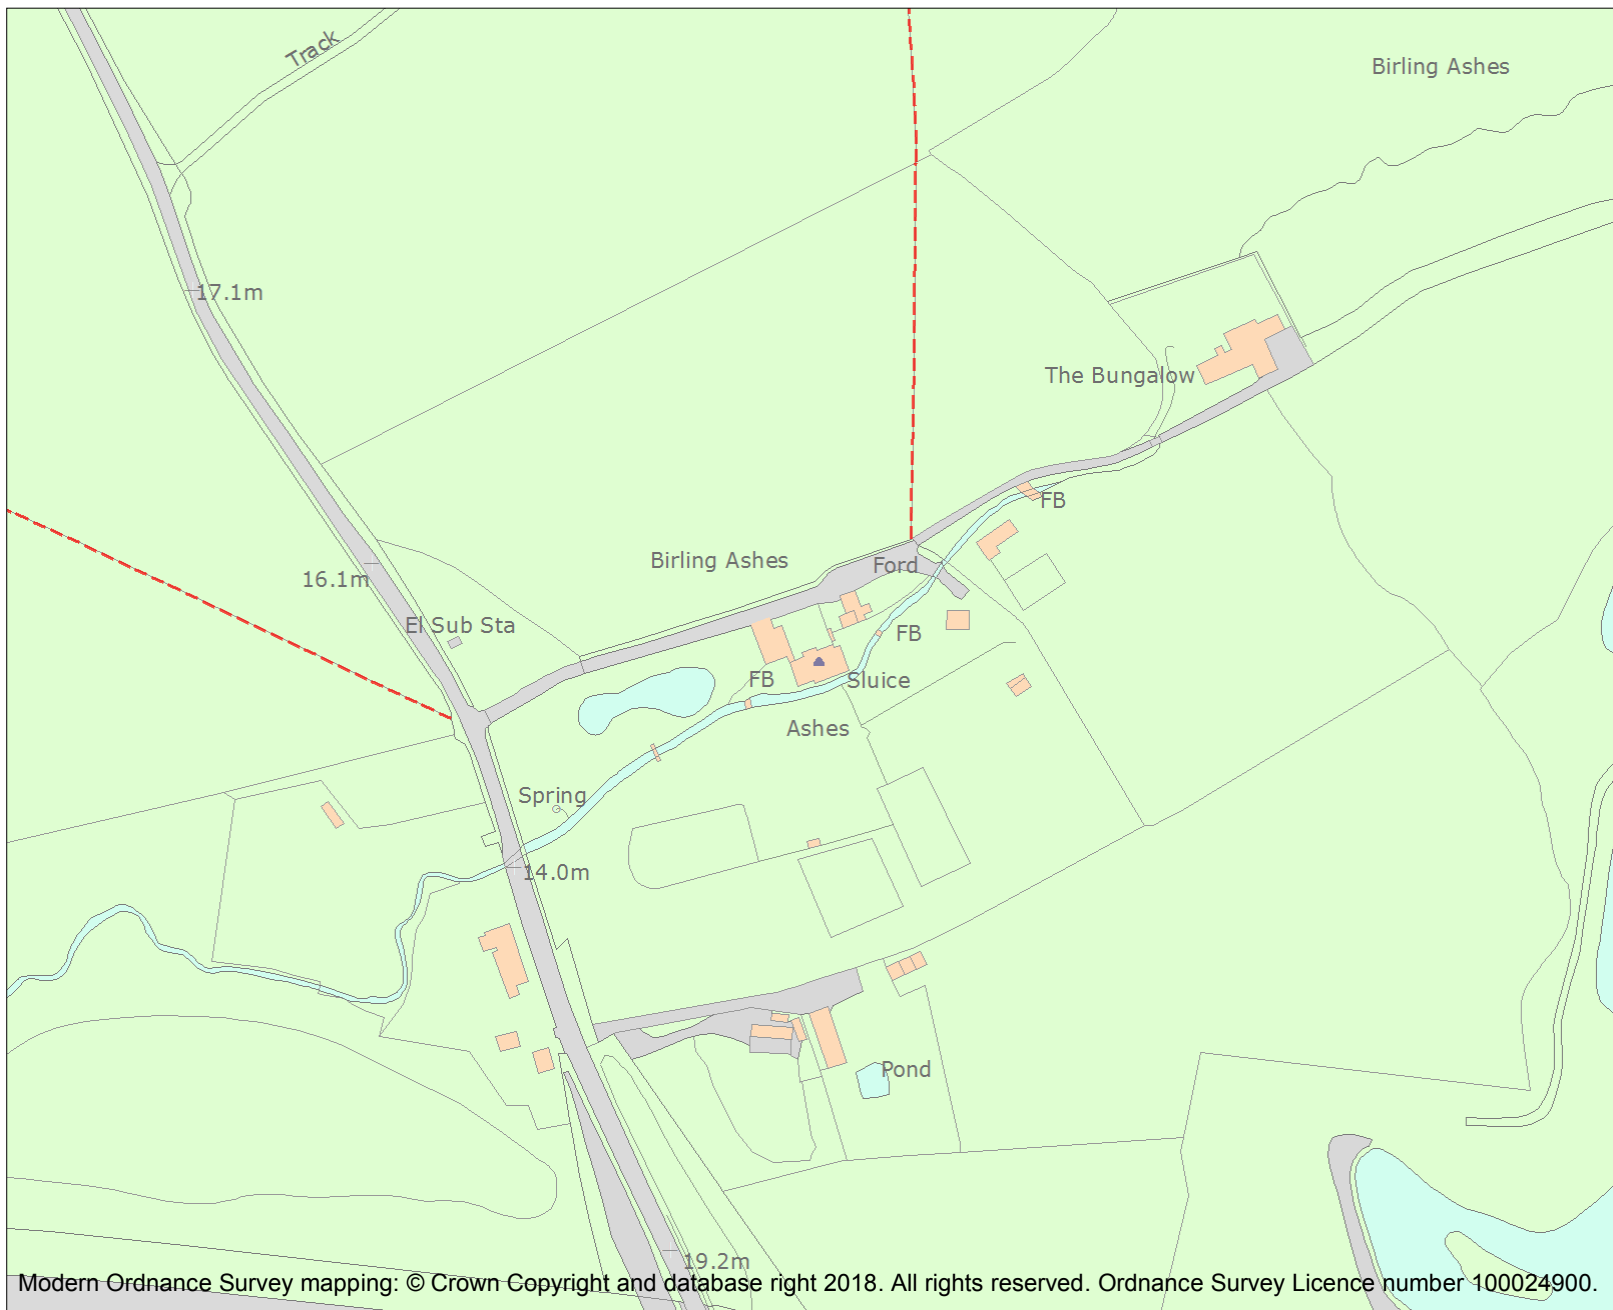 Track
Birling Ashes
17.1m
The Bungalow
FB
Birling Ashes
Ford
16.1m
El Sub Sta
FB
FB
Sluice
Ashes
Spring
14.0m
Pond
19.2m
Modern Ordnance Survey mapping: © Crown Copyright and database right 2018. All rights reserved. Ordnance Survey Licence number 100024900.